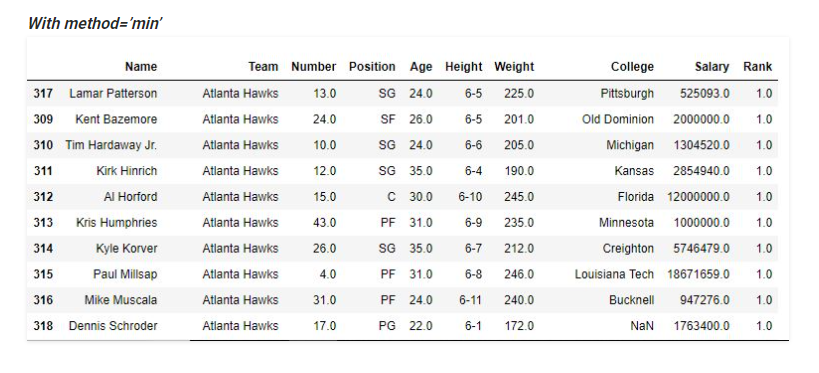 With method=’min’
Name Team Number Position Age Height Weight College Salary Rank
317 Lamar Patterson Atlanta Hawks 13.0 SG 24.0 6-5 225.0 Pittsburgh 525093.0 1.0
309 Kent Bazemore Atlanta Hawks 24.0 SF 26.0 6-5 201.0 Old Dominion 2000000.0 1.0
310 Tim Hardaway Jr. Atlanta Hawks 10.0 SG 24.0 6-6 205.0 Michigan 1304520.0 1.0
311 Kirk Hinrich Atlanta Hawks 12.0 SG 35.0 6-4 190.0 Kansas 2854940.0 1.0
312 Al Horford Atlanta Hawks 15.0 C 30.0 6-10 245.0 Florida 12000000.0 1.0
313 Kris Humphries Atlanta Hawks 43.0 PF 31.0 6-9 235.0 Minnesota 1000000.0 1.0
314 Kyle Korver Atlanta Hawks 26.0 SG 35.0 6-7 212.0 Creighton 5746479.0 1.0
315 Paul Millsap Atlanta Hawks 4.0 PF 31.0 6-8 246.0 Louisiana Tech 18671659.0 1.0
316 Mike Muscala Atlanta Hawks 31.0 PF 24.0 6-11 240.0 Bucknell 947276.0 1.0
318 Dennis Schroder Atlanta Hawks 17.0 PG 22.0 6-1 172.0 NaN 1763400.0 1.0